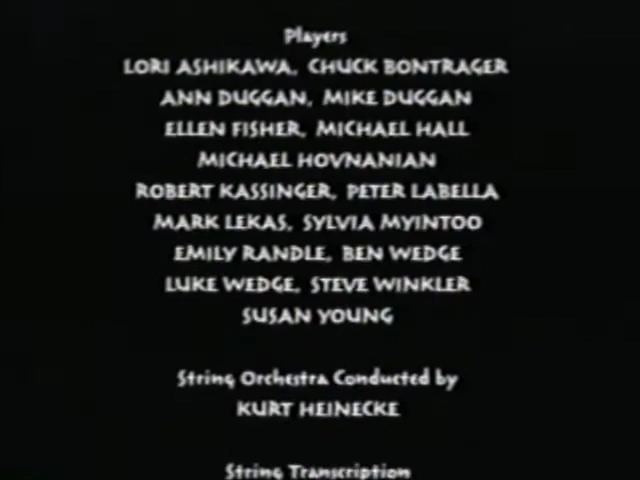 Players
LORI ASHIKAWA, CHUCK BONTRAGER
ANN DUGGAN, MIKE DUGGAN
ELLEN FISHER, MICHAEL HALL
MICHAEL HOVNANIAN
ROBERT KASSINGER, PETER LABELLA
MARK LEKAS, SYLVIA MYINTOO
EMILY RANDLE, BEN WEDGE
LUKE WEDGE, STEVE WINKLER
SUSAN YOUNG
String Orchestra Conducted by
KURT HEINECKE
String Transcription